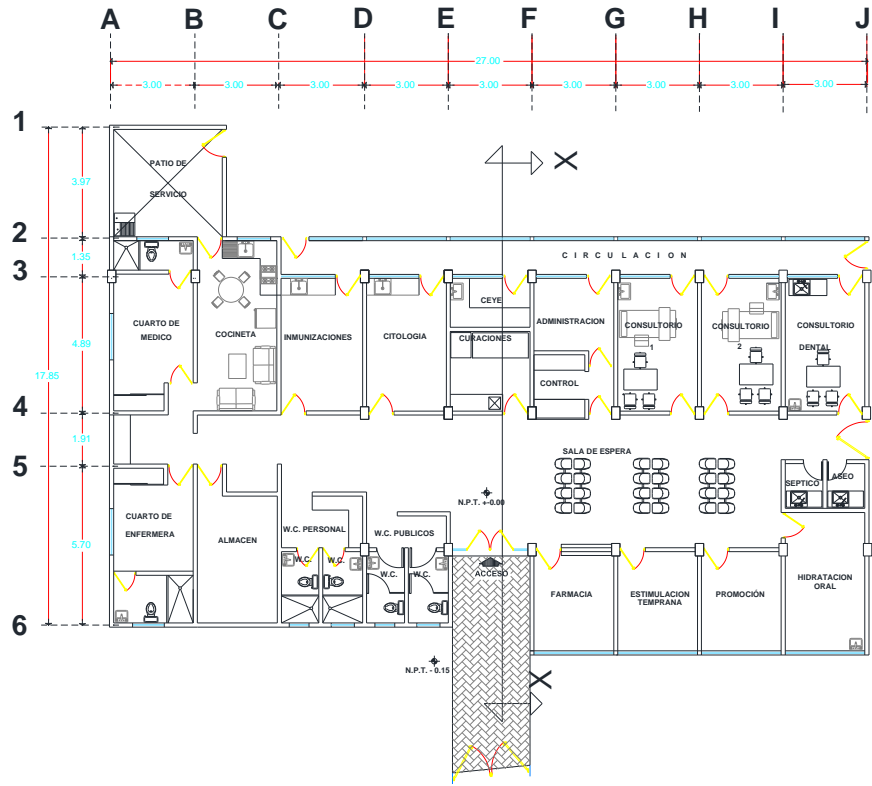 A B C D E F G H I J
27.00
3.00 3.00 3.00 3.00 3.00 3.00 3.00 3.00 3.00
1
X
PATIO DE
SERVICIO
3.97
2
1.35
C I R C U L A C I O N
3
CEYE
CUARTO DE
MEDICO
COCINETA
INMUNIZACIONES
CITOLOGIA
CURACIONES
ADMINISTRACION
CONSULTORIO
1
CONSULTORIO
2
CONSULTORIO
DENTAL
4.89
17.85
CONTROL
4
1.91
SALA DE ESPERA
5
SEPTICO
ASEO
N.P.T. +-0.00
CUARTO DE
ENFERMERA
ALMACEN
W.C. PERSONAL
W.C. PUBLICOS
5.70
W.C. W.C. W.C. W.C.
ACCESO
FARMACIA
ESTIMULACION
TEMPRANA
PROMOCIÓN
HIDRATACION
ORAL
6
N.P.T. - 0.15
X